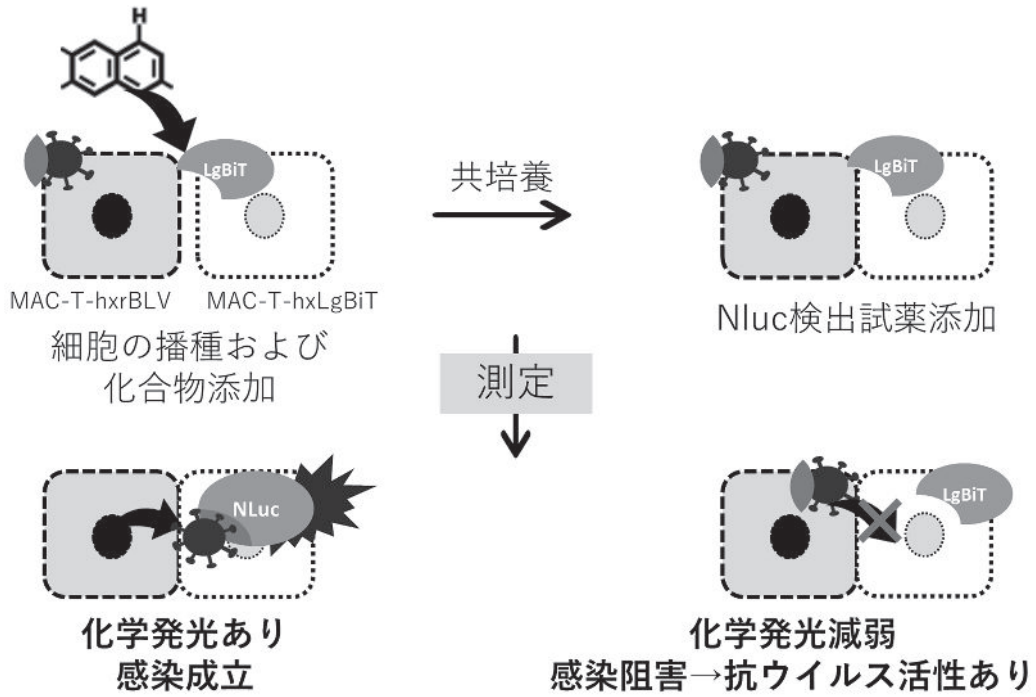 H
LgBiT
共培養
LgBiT
MAC-T-hxrBLV
MAC-T-hxLgBiT
細胞の播種および
化合物添加
Nluc検出試薬添加
測定
NLuc
LgBiT
化学発光あり
感染成立
化学発光減弱
感染阻害→抗ウイルス活性あり